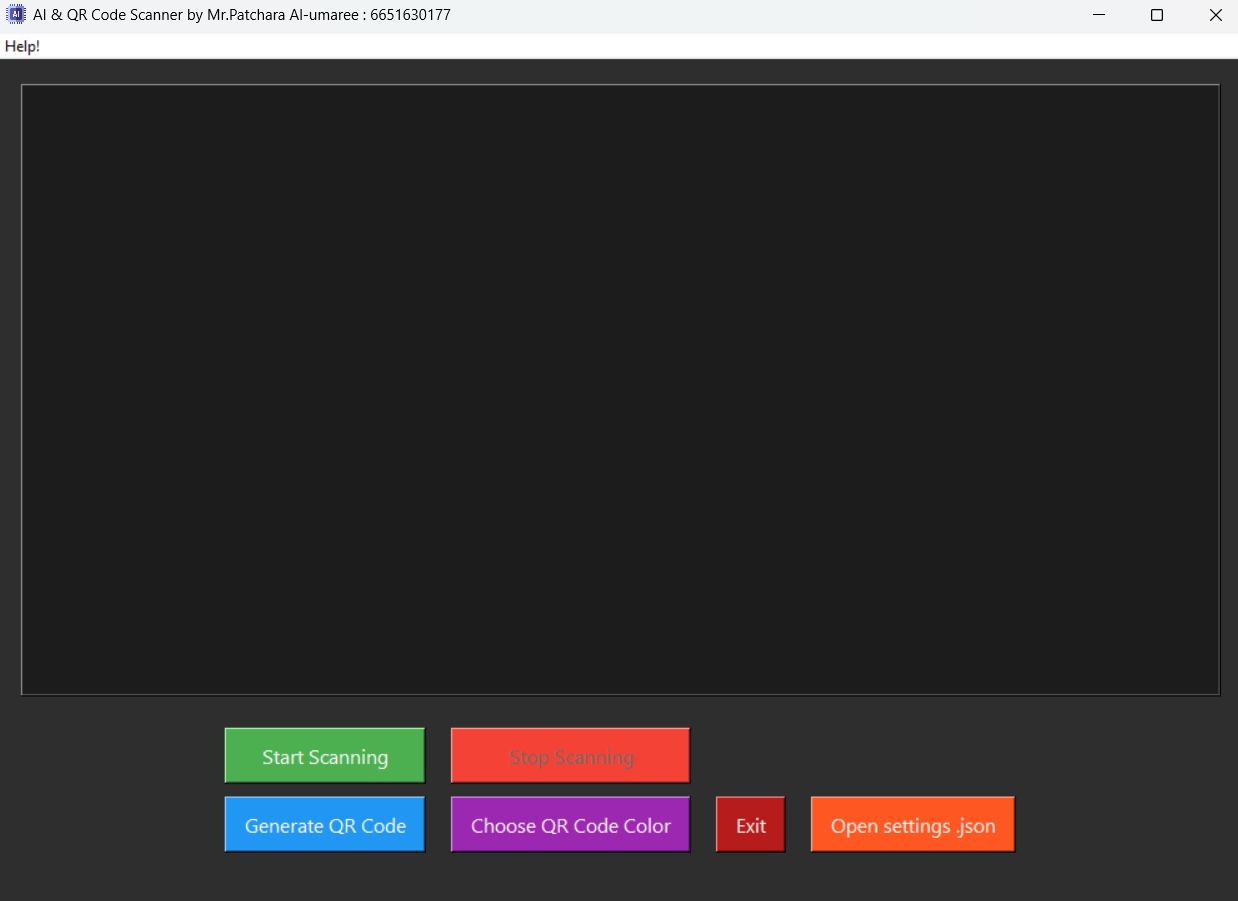 AI & QR Code Scanner by Mr.Patchara Al-umaree : 6651630177
Help!
Start Scanning
Stop Scanning
Generate QR Code
Choose QR Code Color
Exit
Open settings .json